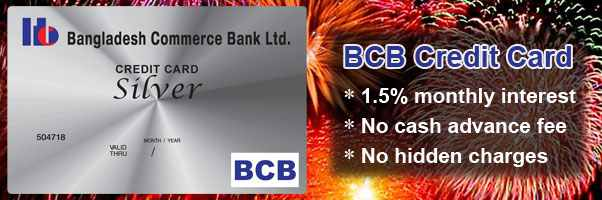 Bangladesh Commerce Bank Ltd.
CREDIT CARD
Silver
504718
MONTH / YEAR
VALID
THRU
/
BCB
BCB Credit Card
* 1.5% monthly interest
* No cash advance fee
* No hidden charges